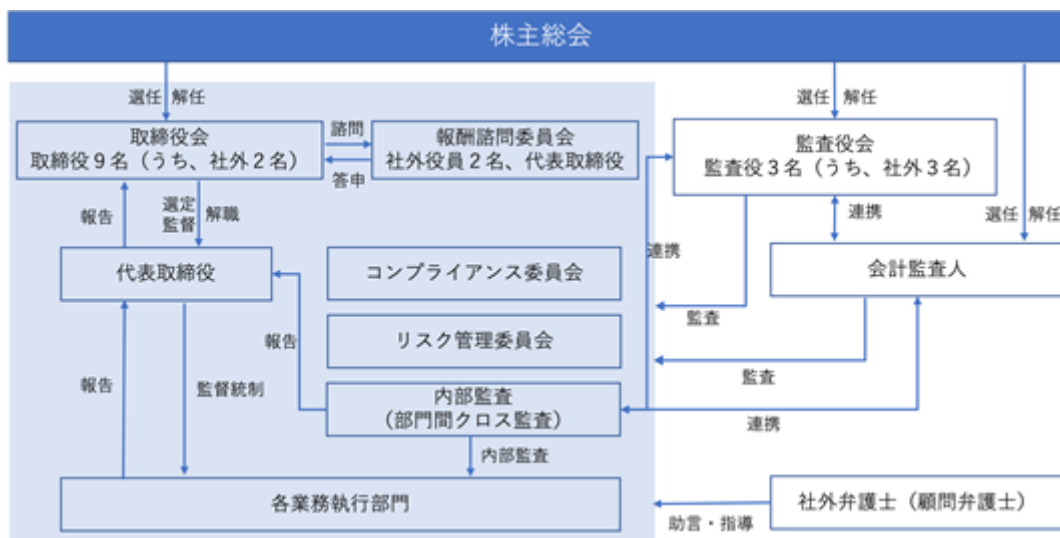 株主総会
選任 解任
選任 解任
取締役会
取締役9名（うち、社外2名）
諮問
答申
報酬諮問委員会
社外役員2名、代表取締役
監査役会
監査役3名（うち、社外3名）
報告
選定
監督
解職
連携
連携
選任 解任
代表取締役
コンプライアンス委員会
会計監査人
監査
リスク管理委員会
報告
監査
報告
監督統制
内部監査
（部門間クロス監査）
連携
内部監査
各業務執行部門
社外弁護士（顧問弁護士）
助言・指導